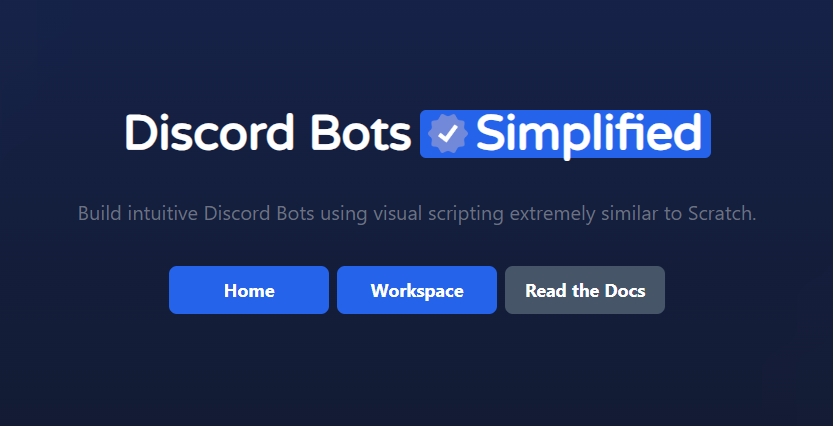 Discord Bots Simplified
Build intuitive Discord Bots using visual scripting extremely similar to Scratch.
Home Workspace Read the Docs